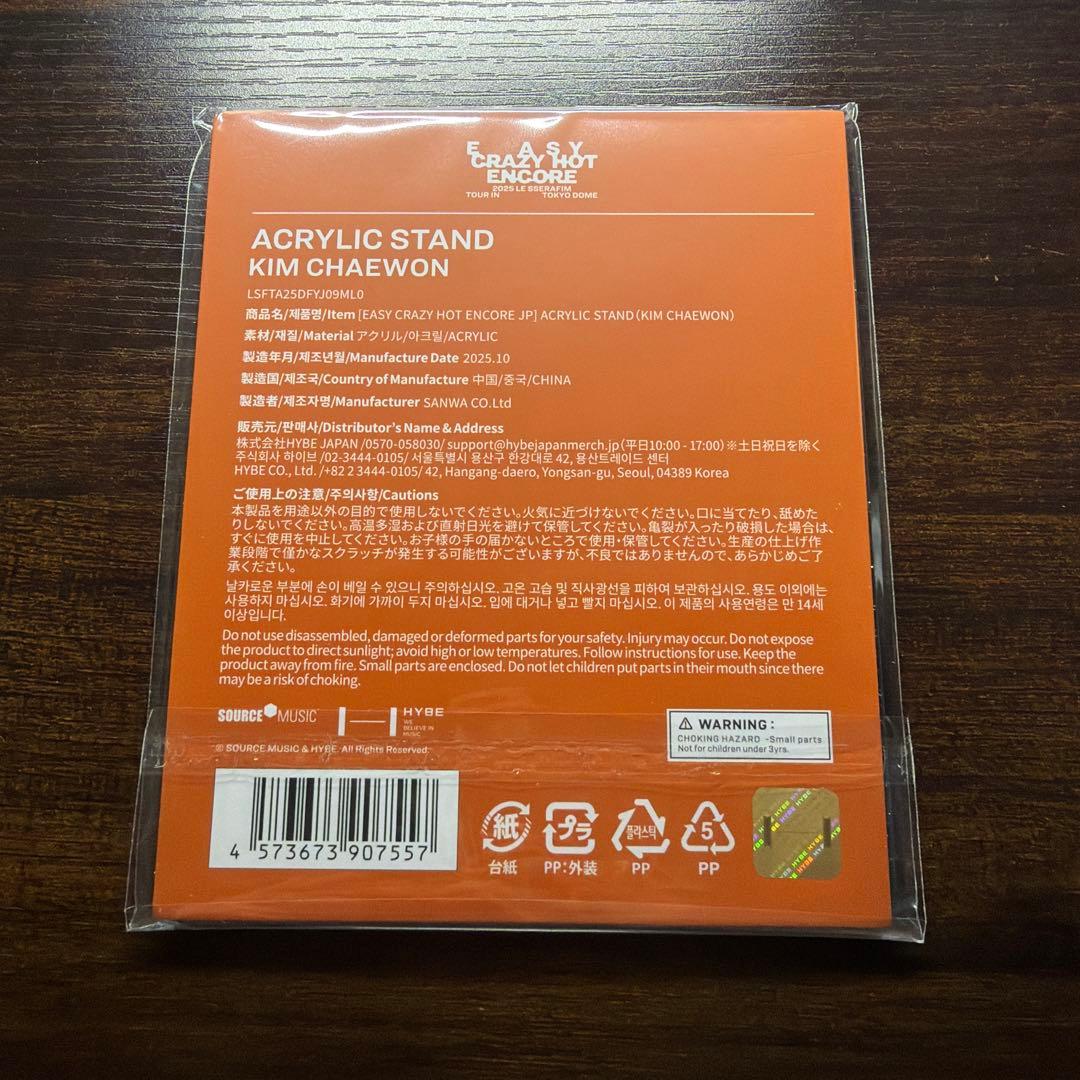 E ASY
CRAZY HOT
ENCORE
2025 LE SSERAFIM
TOUR IN TOKYO DOME
ACRYLIC STAND
KIM CHAEWON
LSFTA25DFYJ09ML0
商品名/제품명/Item [EASY CRAZY HOT ENCORE JP] ACRYLIC STAND(KIM CHAEWON)
素材/재질/Material アクリル/아크릴/ACRYLIC
製造年月/제조년월/Manufacture Date 2025.10
製造国/제조국/Country of Manufacture 中国/중국/CHINA
製造者/제조자명/Manufacturer SANWA CO.Ltd
販売元/판매사/Distributor's Name & Address
株式会社HYBE JAPAN /0570-058030/ support@hybejapanmerch.jp(平日10:00 - 17:00)※土日祝日を除く
주식회사 하이브 /02-3444-0105/ 서울특별시 용산구 한강대로 42, 용산트레이드 센터
HYBE CO., Ltd. /+82 2 3444-0105/ 42, Hangang-daero, Yongsan-gu, Seoul, 04389 Korea
ご使用上の注意/주의사항/Cautions
本製品を用途以外の目的で使用しないでください。火気に近づけないでください。口に当てたり、舐めた
りしないでください。高温多湿および直射日光を避けて保管してください。亀裂が入ったり破損した場合は、
すぐに使用を中止してください。お子様の手の届かないところで使用・保管してください。生産の仕上げ作
業段階で僅かなスクラッチが発生する可能性がございますが、不良ではありませんので、あらかじめご了
承ください。
날카로운 부분에 손이 베일 수 있으니 주의하십시오. 고온 고습 및 직사광선을 피하여 보관하십시오. 용도 이외에는
사용하지 마십시오. 화기에 가까이 두지 마십시오. 입에 대거나 넣고 빨지 마십시오. 이 제품의 사용연령은 만 14세
이상입니다.
Do not use disassembled, damaged or deformed parts for your safety. Injury may occur. Do not expose
the product to direct sunlight; avoid high or low temperatures. Follow instructions for use. Keep the
product away from fire. Small parts are enclosed. Do not let children put parts in their mouth since there
may be a risk of choking.
SOURCE MUSIC
HYBE
WE
BELIEVE IN
MUSIC
© SOURCE MUSIC & HYBE. All Rights Reserved.
⚠ WARNING :
CHOKING HAZARD -Small parts
Not for children under 3yrs.
4 573673 907557
紙
台紙
プラ
PP:外装
플라스틱
PP
5
PP
HYBE HYBE HYBE HYBE
HYBE HYBE HYBE